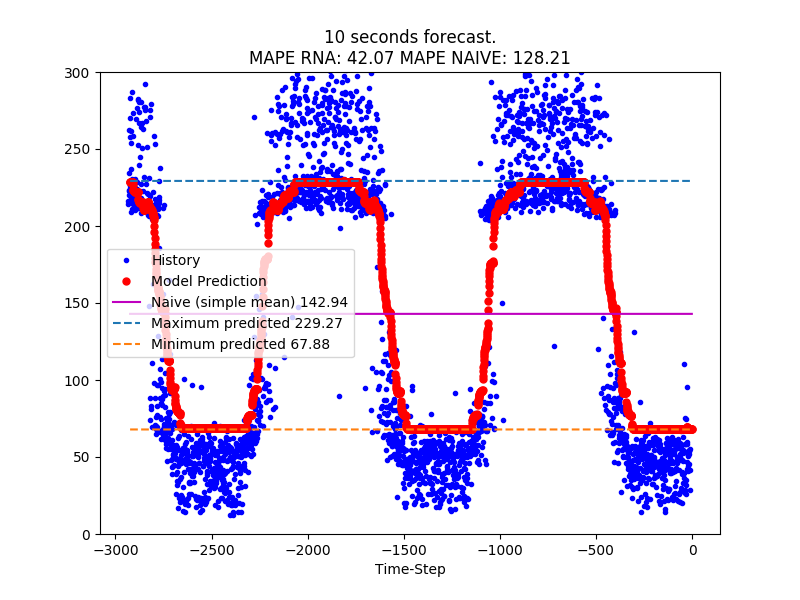 10 seconds forecast.
MAPE RNA: 42.07 MAPE NAIVE: 128.21
300
250
200
150
100
50
0
History
Model Prediction
Naive (simple mean) 142.94
Maximum predicted 229.27
Minimum predicted 67.88
−3000 −2500 −2000 −1500 −1000 −500 0
Time-Step